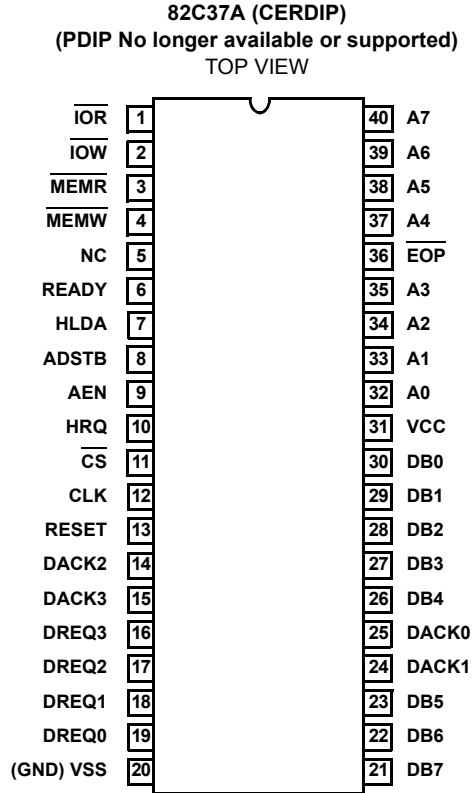 82C37A (CERDIP)
(PDIP No longer available or supported)
TOP VIEW
IOR 1 40 A7
IOW 2 39 A6
MEMR 3 38 A5
MEMW 4 37 A4
NC 5 36 EOP
READY 6 35 A3
HLDA 7 34 A2
ADSTB 8 33 A1
AEN 9 32 A0
HRQ 10 31 VCC
CS 11 30 DB0
CLK 12 29 DB1
RESET 13 28 DB2
DACK2 14 27 DB3
DACK3 15 26 DB4
DREQ3 16 25 DACK0
DREQ2 17 24 DACK1
DREQ1 18 23 DB5
DREQ0 19 22 DB6
(GND) VSS 20 21 DB7